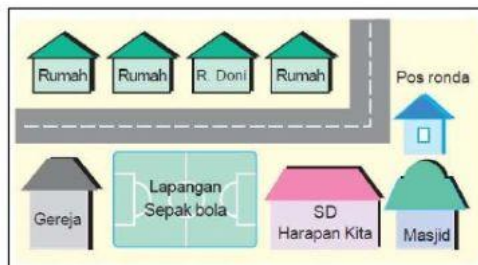 Rumah
Rumah
R. Doni
Rumah
Pos ronda
Gereja
Lapangan
Sepak bola
SD
Harapan Kita
Masjid